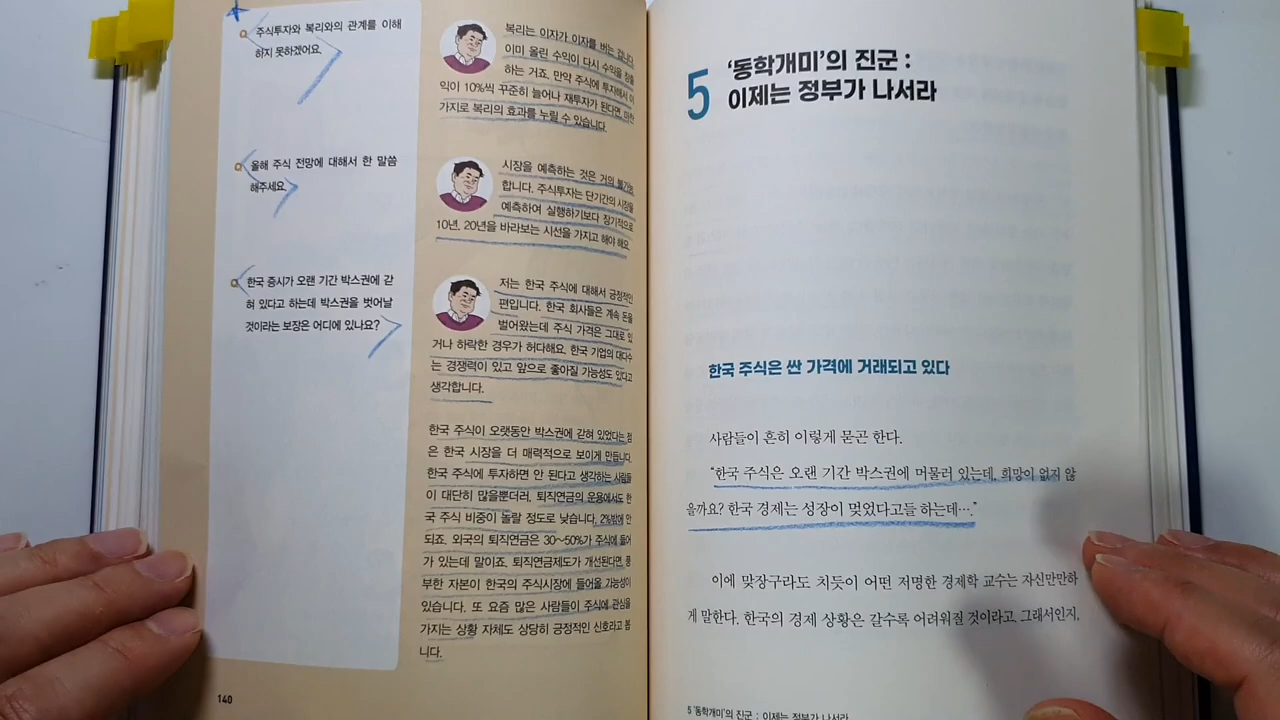 주식투자와 복리와의 관계를 이해
하지 못하겠어요.
복리는 이자가 이자를 버는 겁니다.
이미 올린 수익이 다시 수익을 창출
하는 거죠. 만약 주식에 투자해서 이
익이 10%씩 꾸준히 늘어나 재투자가 된다면, 마찬
가지로 복리의 효과를 누릴 수 있습니다.
올해 주식 전망에 대해서 한 말씀
해주세요.
시장을 예측하는 것은 거의 불가능
합니다. 주식투자는 단기간의 시장을
예측하여 실행하기보다 장기적으로
10년, 20년을 바라보는 시선을 가지고 해야 해요.
한국 증시가 오랜 기간 박스권에 갇
혀 있다고 하는데 박스권을 벗어날
것이라는 보장은 어디에 있나요?
저는 한국 주식에 대해서 긍정적인
편입니다. 한국 회사들은 계속 돈을
벌어왔는데 주식 가격은 그대로 있
거나 하락한 경우가 허다해요. 한국 기업의 대다수
는 경쟁력이 있고 앞으로 좋아질 가능성도 있다고
생각합니다.
한국 주식이 오랫동안 박스권에 갇혀 있었다는 점
은 한국 시장을 더 매력적으로 보이게 만듭니다.
한국 주식에 투자하면 안 된다고 생각하는 사람들
이 대단히 많을뿐더러, 퇴직연금의 운용에서도 한
국 주식 비중이 놀랄 정도로 낮습니다. 2%밖에 안
되죠. 외국의 퇴직연금은 30~50%가 주식에 들어
가 있는데 말이죠. 퇴직연금제도가 개선된다면, 풍
부한 자본이 한국의 주식시장에 들어올 가능성이
있습니다. 또 요즘 많은 사람들이 주식에 관심을
가지는 상황 자체도 상당히 긍정적인 신호라고 봅
니다.
140
5 '동학개미'의 진군 :
이제는 정부가 나서라
한국 주식은 싼 가격에 거래되고 있다
사람들이 흔히 이렇게 묻곤 한다.
"한국 주식은 오랜 기간 박스권에 머물러 있는데, 희망이 없지 않
을까요? 한국 경제는 성장이 멎었다고들 하는데…."
이에 맞장구라도 치듯이 어떤 저명한 경제학 교수는 자신만만하
게 말한다. 한국의 경제 상황은 갈수록 어려워질 것이라고. 그래서인지,
5 '동학개미'의 진군 : 이제는 정부가 나서라